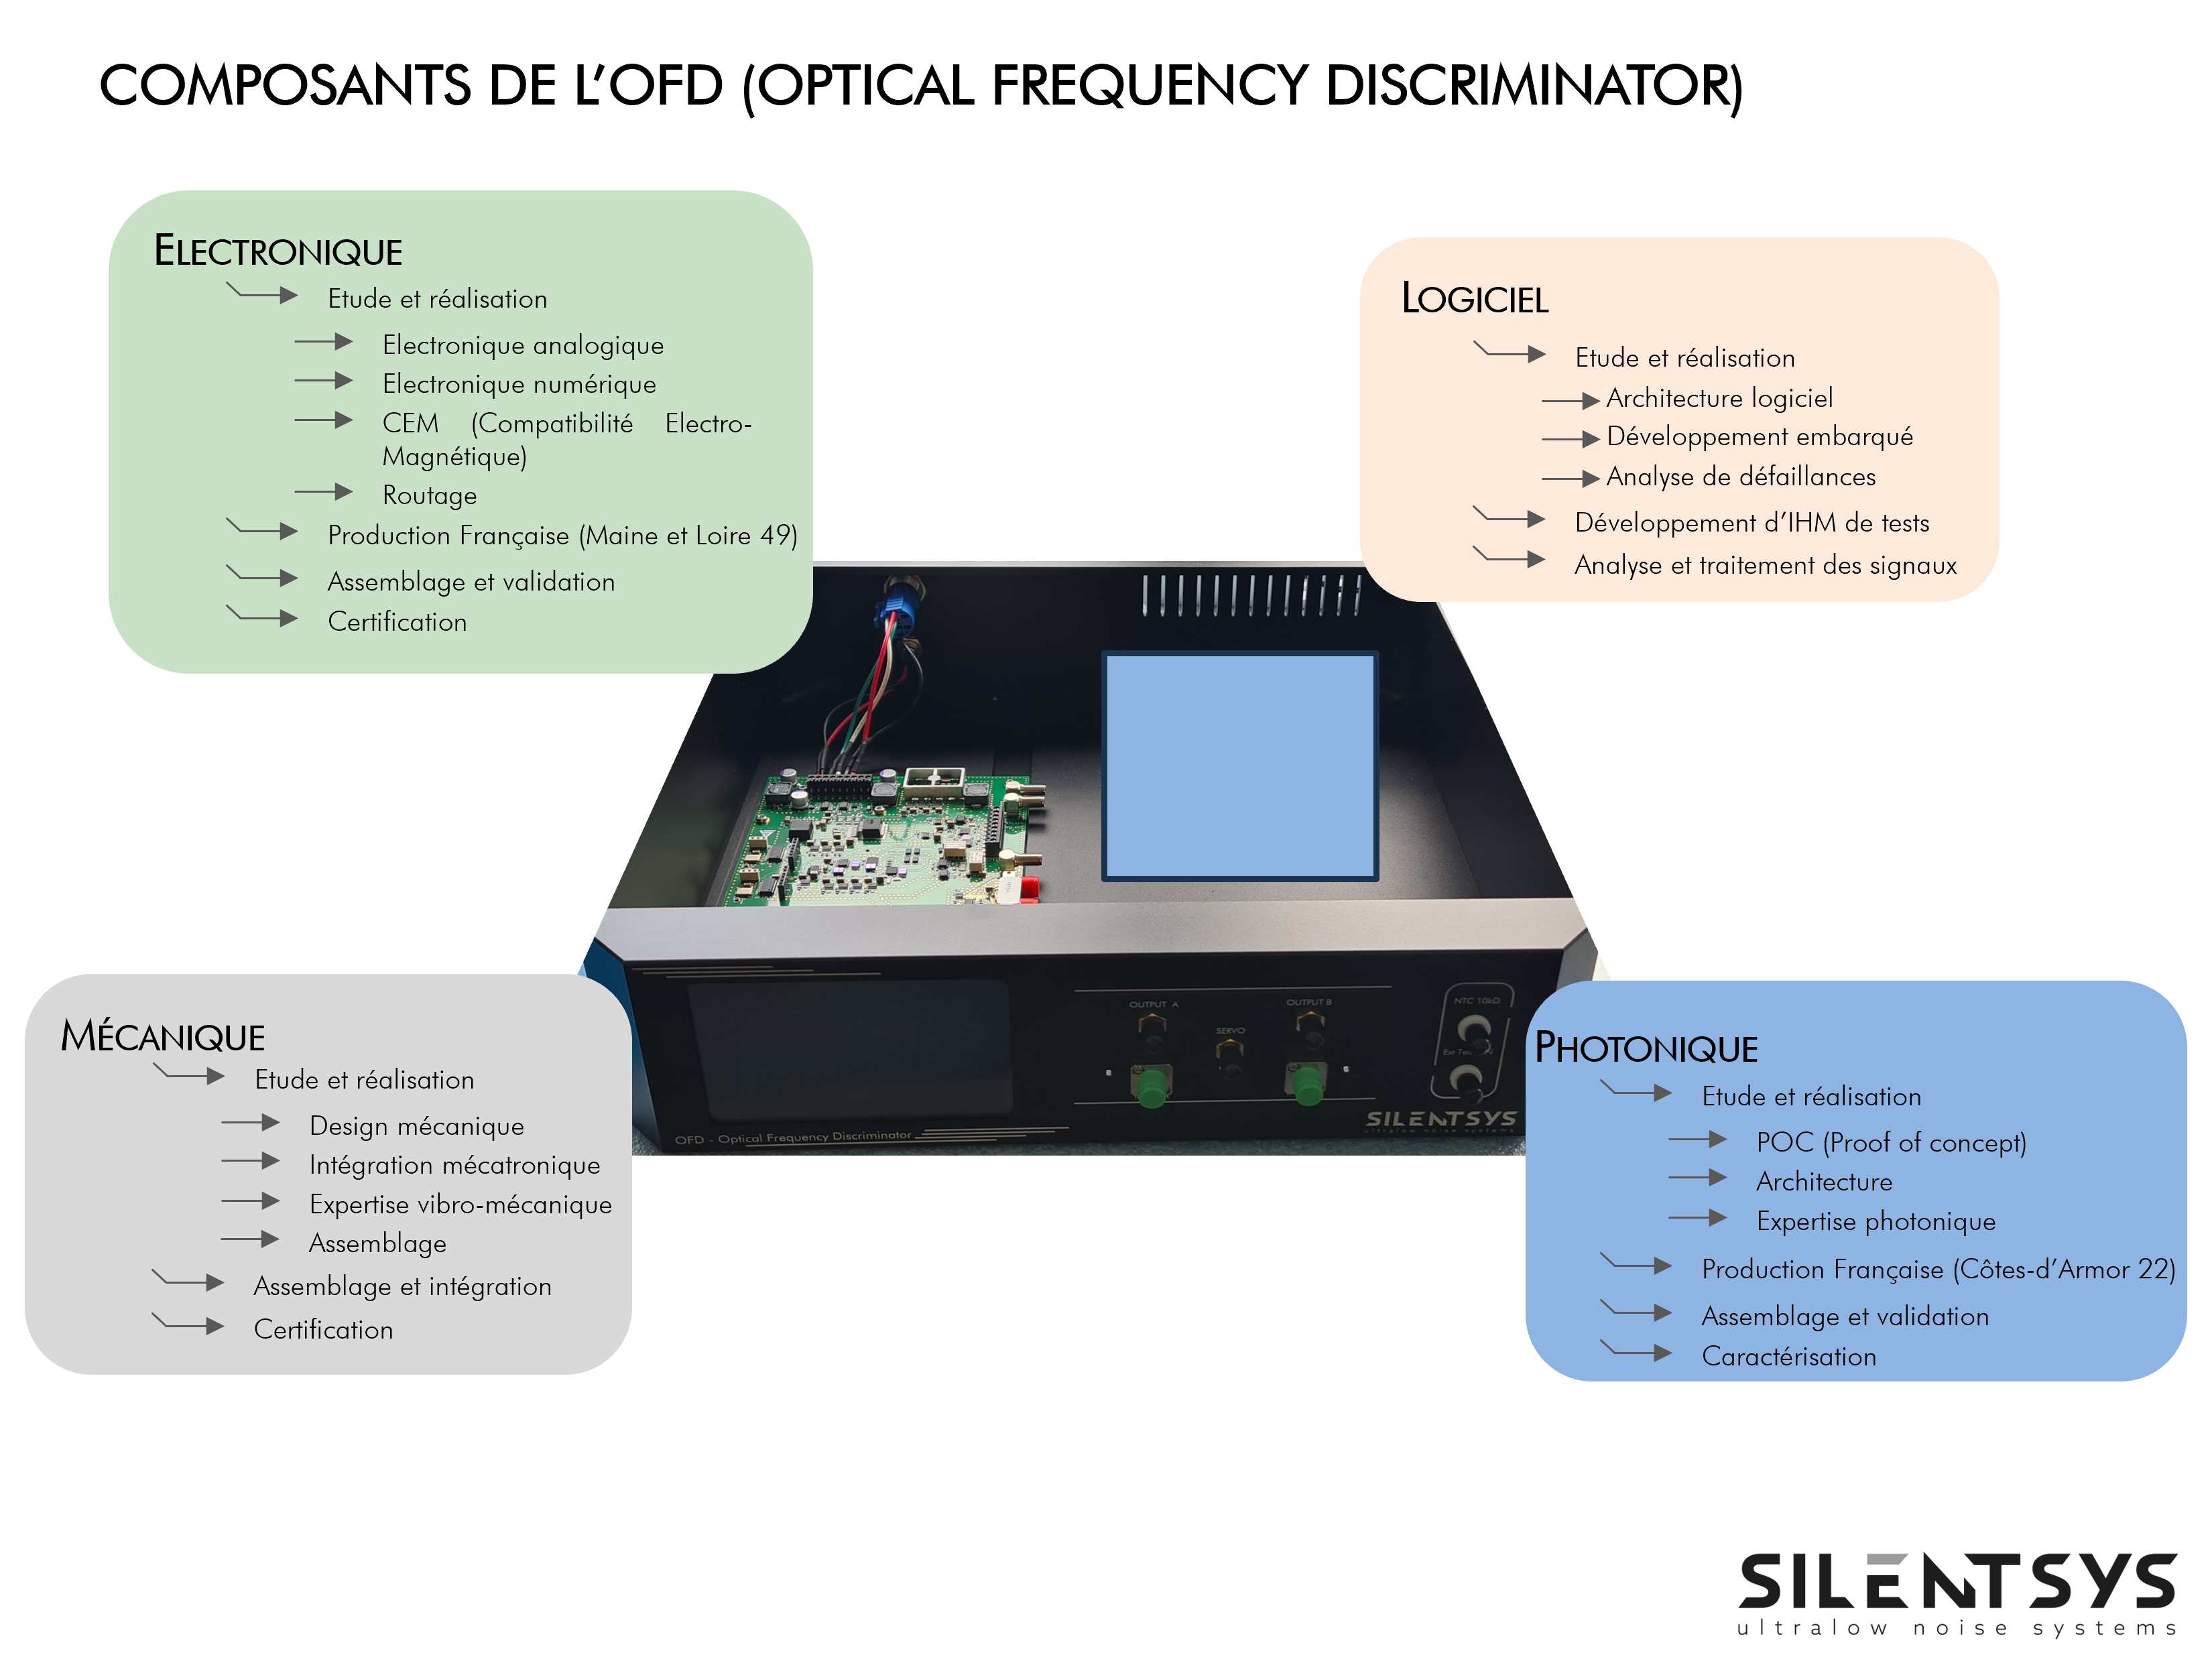 COMPOSANTS DE L’OFD (OPTICAL FREQUENCY DISCRIMINATOR)
ELECTRONIQUE
Etude et réalisation
Electronique analogique
Electronique numérique
CEM (Compatibilité Electro-
Magnétique)
Routage
Production Française (Maine et Loire 49)
Assemblage et validation
Certification
LOGICIEL
Etude et réalisation
Architecture logiciel
Développement embarqué
Analyse de défaillances
Développement d’IHM de tests
Analyse et traitement des signaux
MÉCANIQUE
Etude et réalisation
Design mécanique
Intégration mécatronique
Expertise vibro-mécanique
Assemblage
Assemblage et intégration
Certification
OUTPUT A
OUTPUT B
SERVO
NTC 10kΩ
Ext
SILENTSYS
ultralow noise systems
OFD - Optical Frequency Discriminator
PHOTONIQUE
Etude et réalisation
POC (Proof of concept)
Architecture
Expertise photonique
Production Française (Côtes-d’Armor 22)
Assemblage et validation
Caractérisation
SILENTSYS
ultralow noise systems